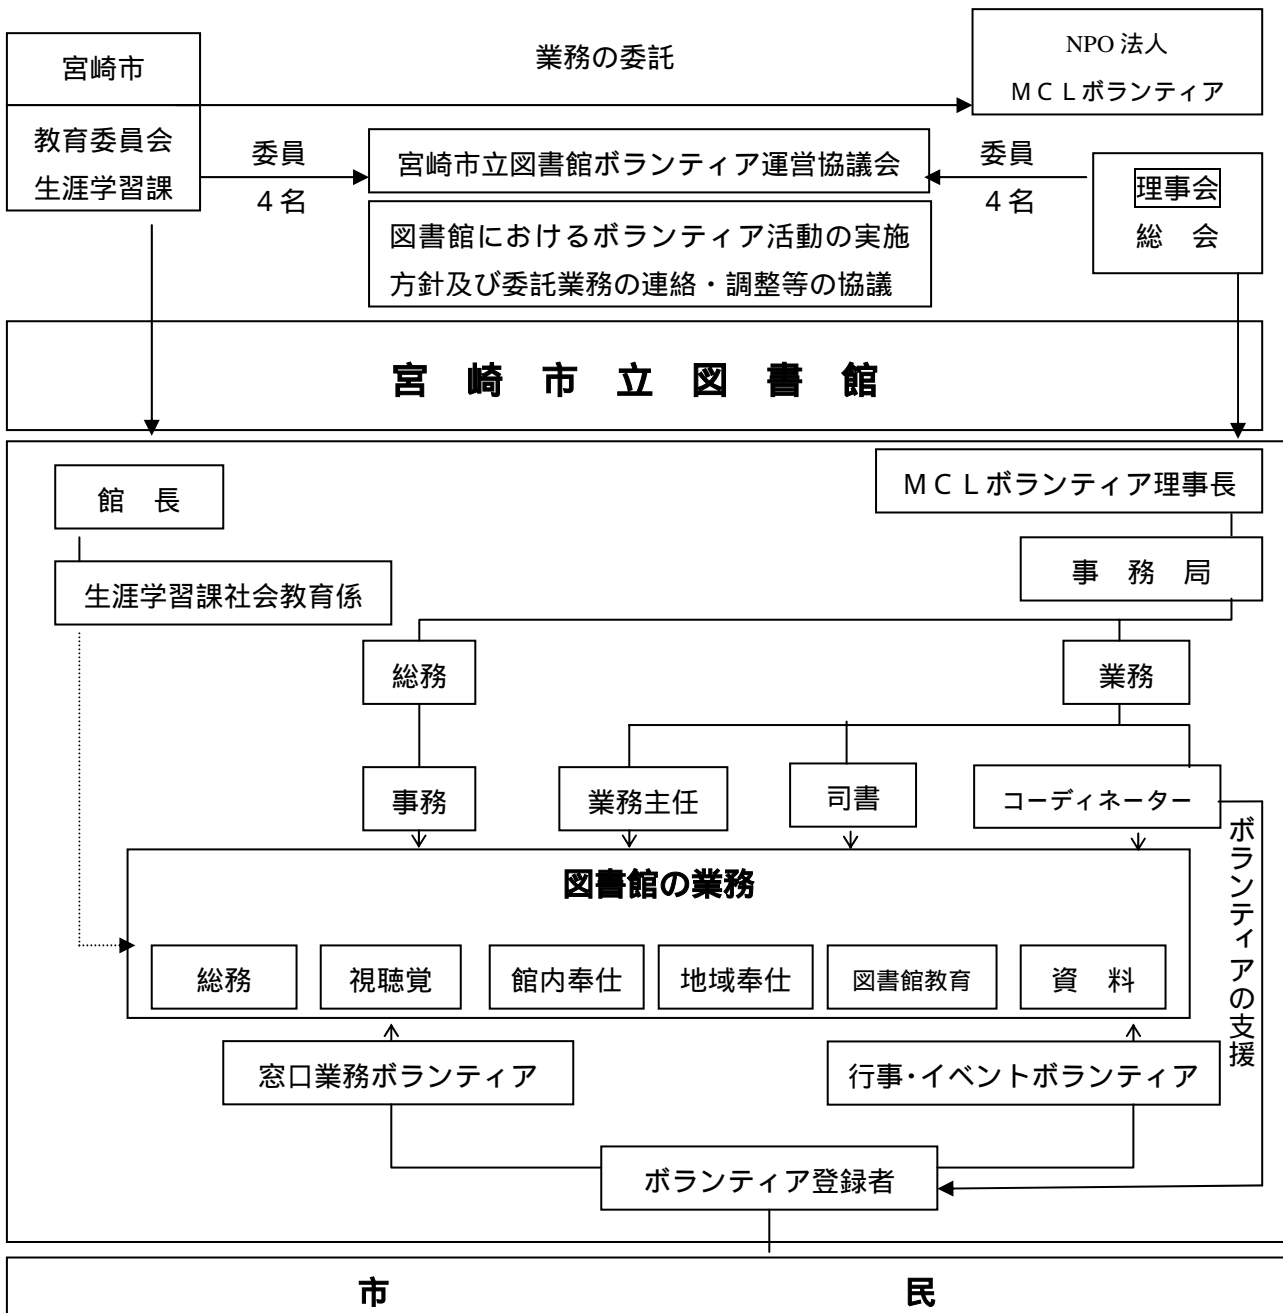 宮崎市
教育委員会
生涯学習課
業務の委託
NPO 法人
ＭＣＬボランティア
委員
４名
宮崎市立図書館ボランティア運営協議会
図書館におけるボランティア活動の実施
方針及び委託業務の連絡・調整等の協議
委員
４名
理事会
総　会
宮　崎　市　立　図　書　館
館　長
生涯学習課社会教育係
ＭＣＬボランティア理事長
事　務　局
総務
業務
事務
業務主任
司書
コーディネーター
ボランティアの支援
図書館の業務
総務
視聴覚
館内奉仕
地域奉仕
図書館教育
資　料
窓口業務ボランティア
行事・イベントボランティア
ボランティア登録者
市　民